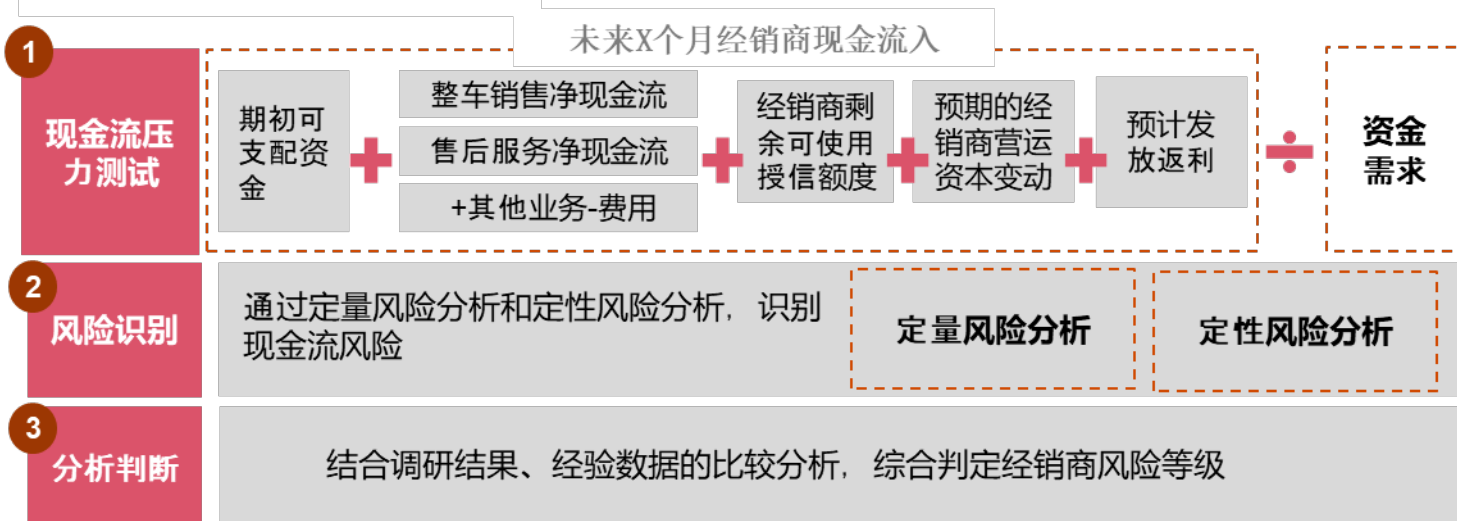 未来X个月经销商现金流入
1
现金流压
力测试
期初可
支配资
金
+
整车销售净现金流
售后服务净现金流
+其他业务-费用
+
经销商剩
余可使用
授信额度
+
预期的经
销商营运
资本变动
+
预计发
放返利
÷
资金
需求
2
风险识别
通过定量风险分析和定性风险分析，识别
现金流风险
定量风险分析
定性风险分析
3
分析判断
结合调研结果、经验数据的比较分析，综合判定经销商风险等级